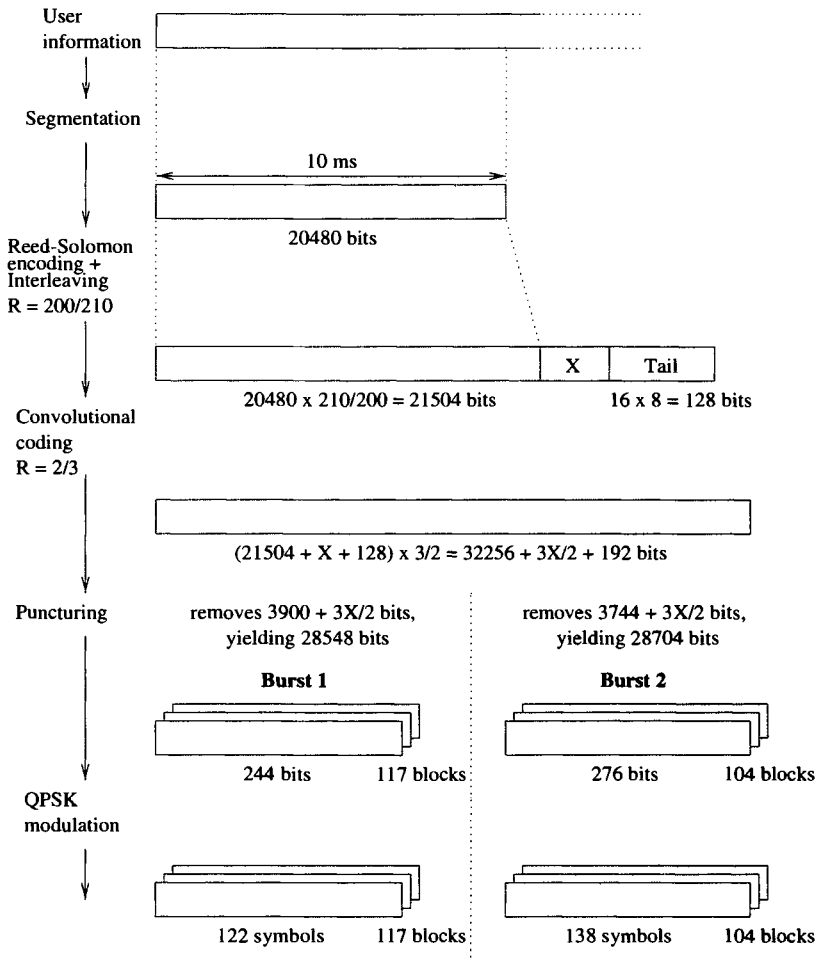 User
information
Segmentation
10 ms
20480 bits
Reed-Solomon
encoding +
Interleaving
R = 200/210
X
Tail
20480 x 210/200 = 21504 bits
16 x 8 = 128 bits
Convolutional
coding
R = 2/3
(21504 + X + 128) x 3/2 = 32256 + 3X/2 + 192 bits
Puncturing
removes 3900 + 3X/2 bits,
yielding 28548 bits
removes 3744 + 3X/2 bits,
yielding 28704 bits
Burst 1
Burst 2
244 bits
117 blocks
276 bits
104 blocks
QPSK
modulation
122 symbols
117 blocks
138 symbols
104 blocks